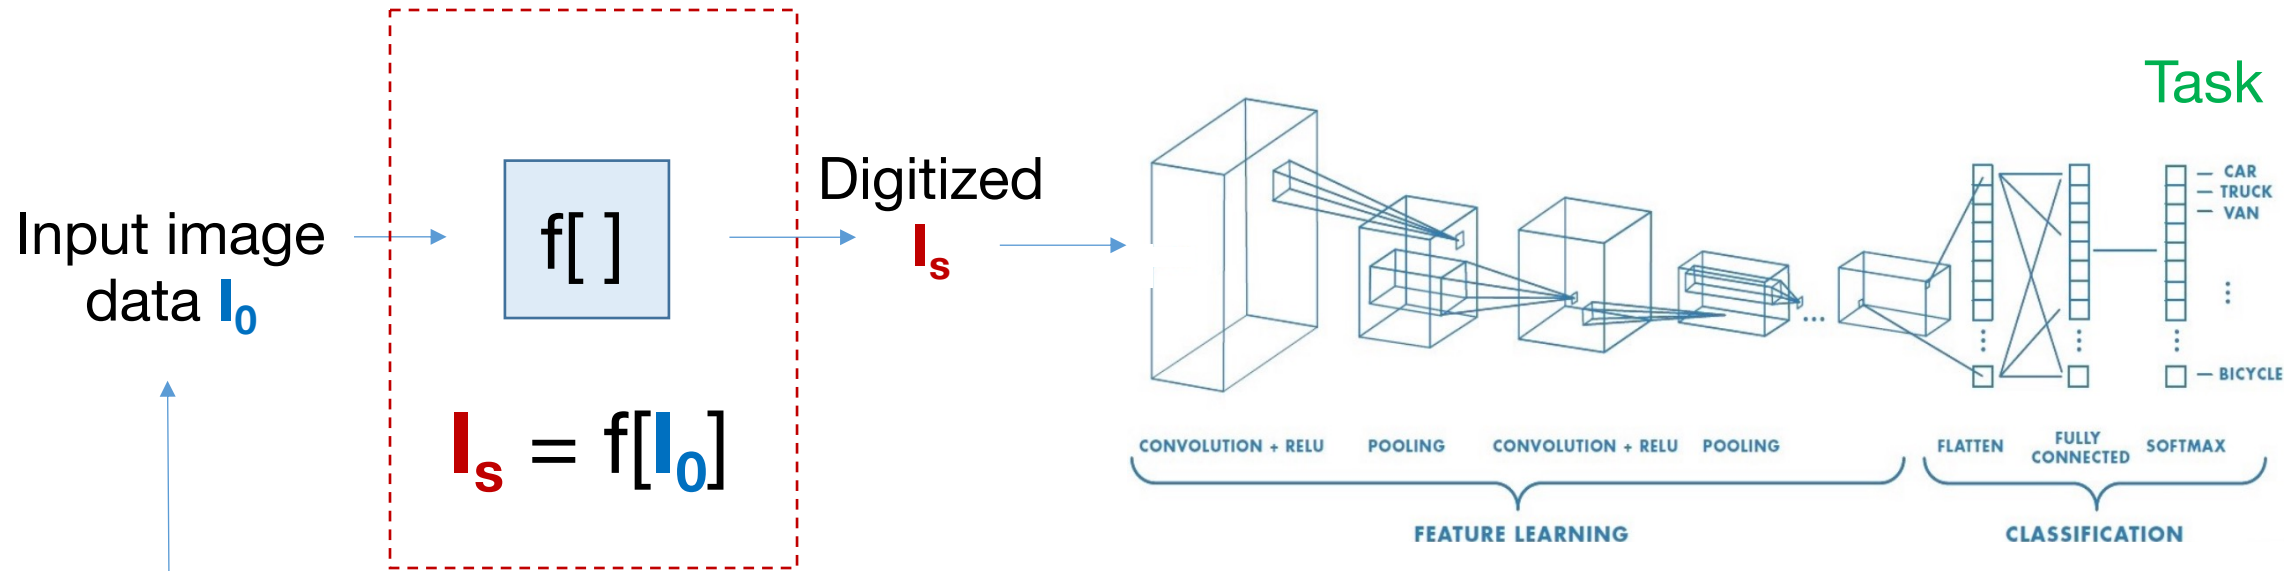 Input image
data I₀
f[ ]
Iₛ = f[I₀]
Digitized
Iₛ
Task
CAR
TRUCK
VAN
BICYCLE
...
CONVOLUTION + RELU
POOLING
CONVOLUTION + RELU
POOLING
FLATTEN
FULLY
CONNECTED
SOFTMAX
FEATURE LEARNING
CLASSIFICATION